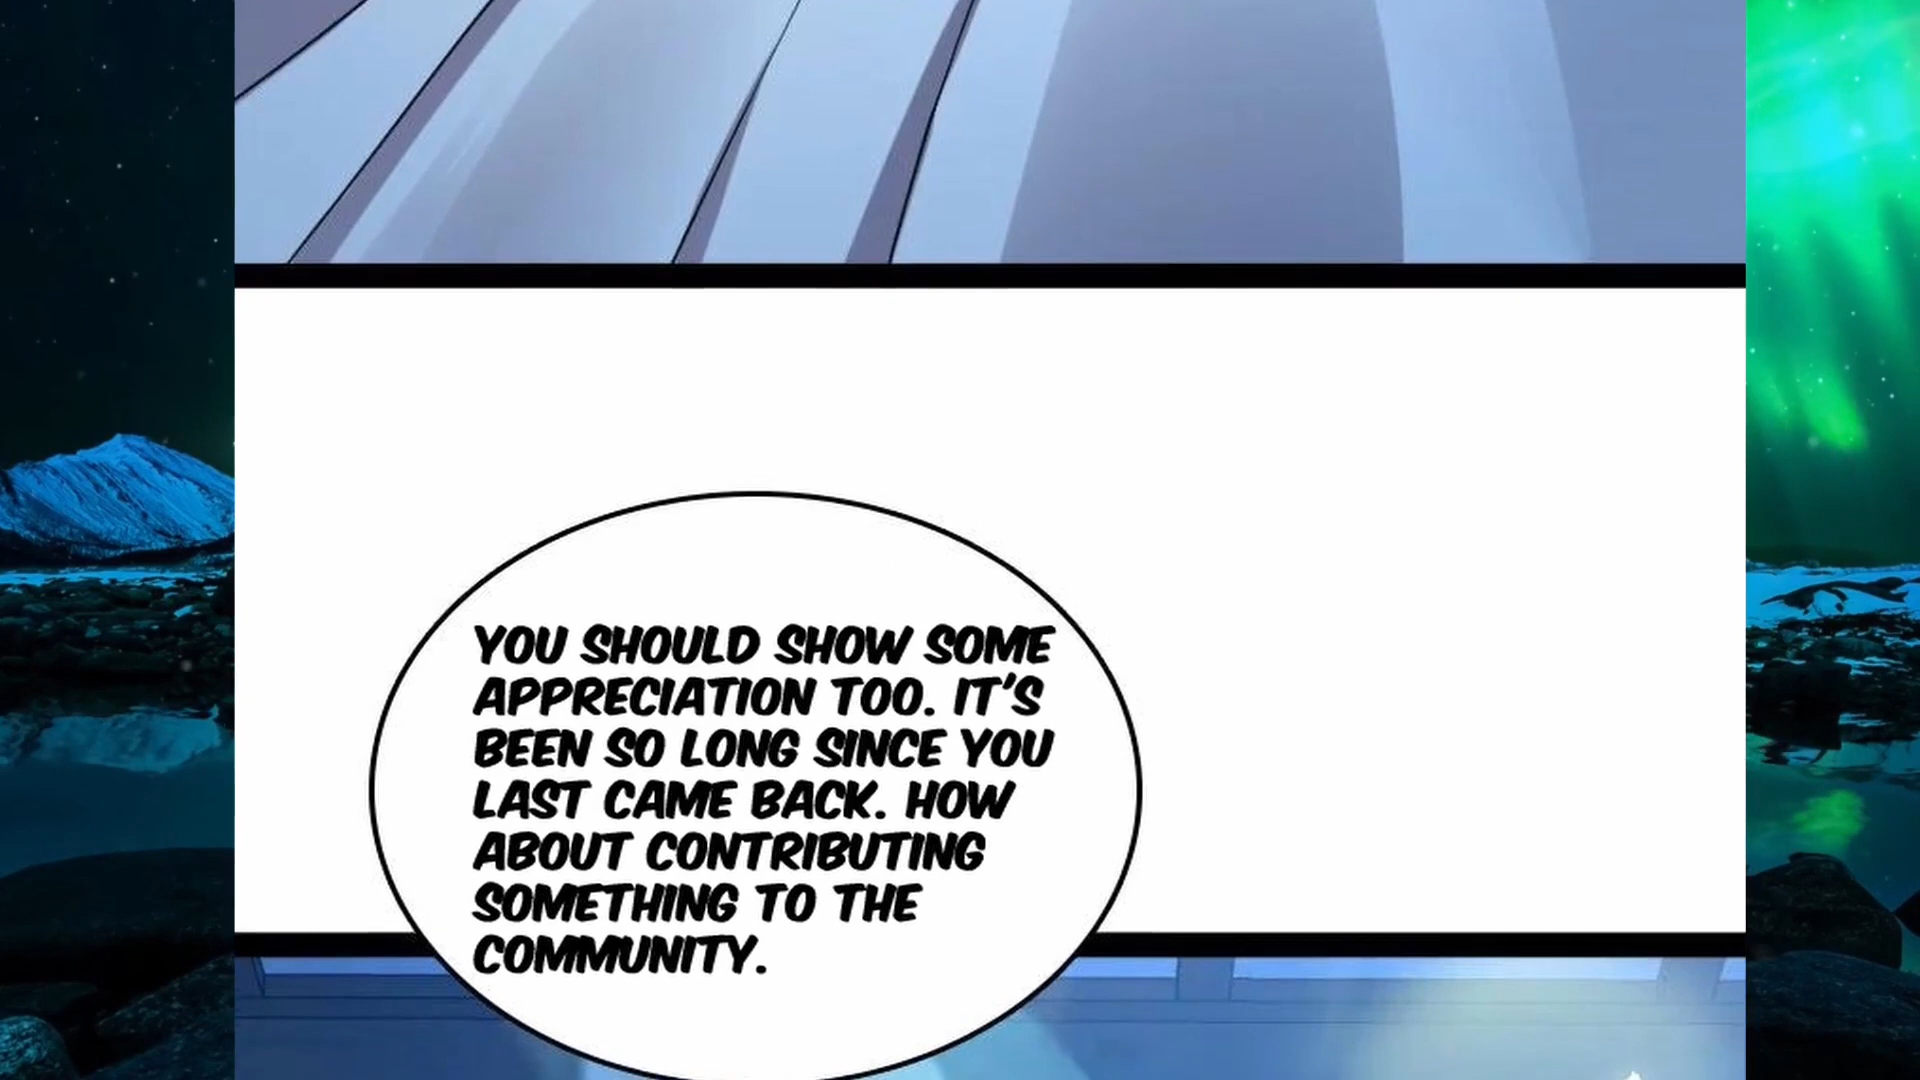 YOU SHOULD SHOW SOME
APPRECIATION TOO. IT'S
BEEN SO LONG SINCE YOU
LAST CAME BACK. HOW
ABOUT CONTRIBUTING
SOMETHING TO THE
COMMUNITY.